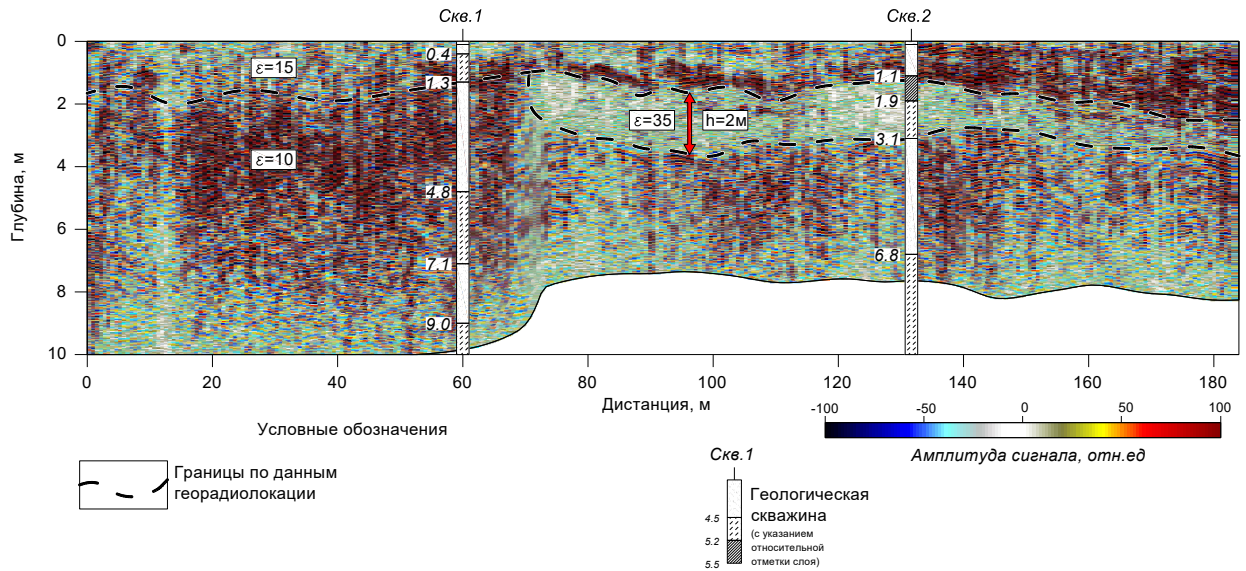 Скв.1
Скв.2
0
2
4
6
8
10
Глубина, м
ε=15
ε=10
ε=35
h=2м
0.4
1.3
4.8
7.1
9.0
1.1
1.9
3.1
6.8
0 20 40 60 80 100 120 140 160 180
Дистанция, м
Условные обозначения
Границы по данным
георадиолокации
-100 -50 0 50 100
Амплитуда сигнала, отн.ед
Скв.1
4.5
5.2
5.5
Геологическая
скважина
(с указанием
относительной
отметки слоя)